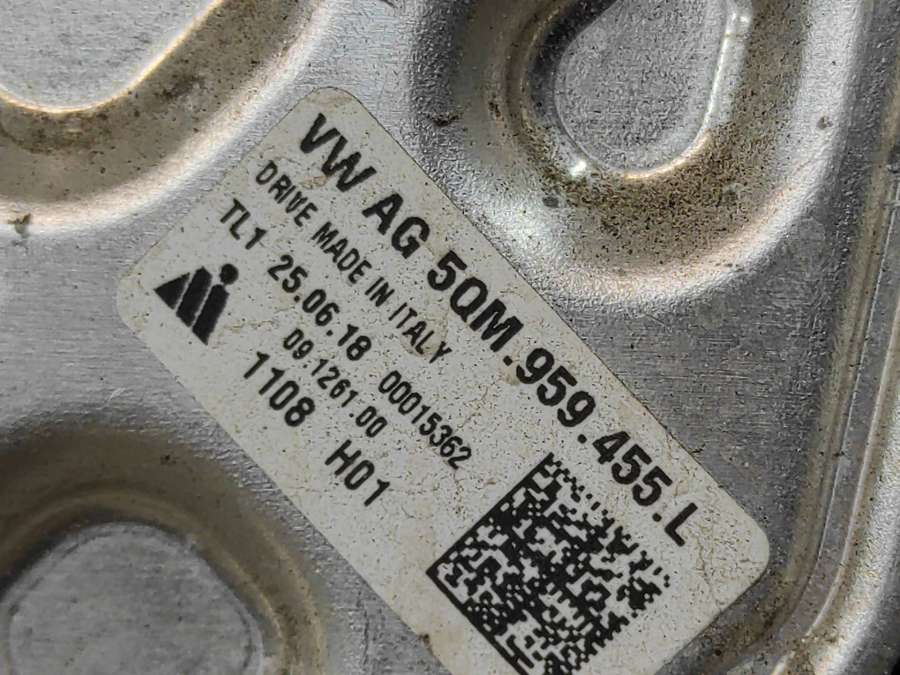 VW AG 5QM.959.455.L
DRIVE MADE IN ITALY
TL1 25.06.18 00015362
09.1261.00
1108 H01